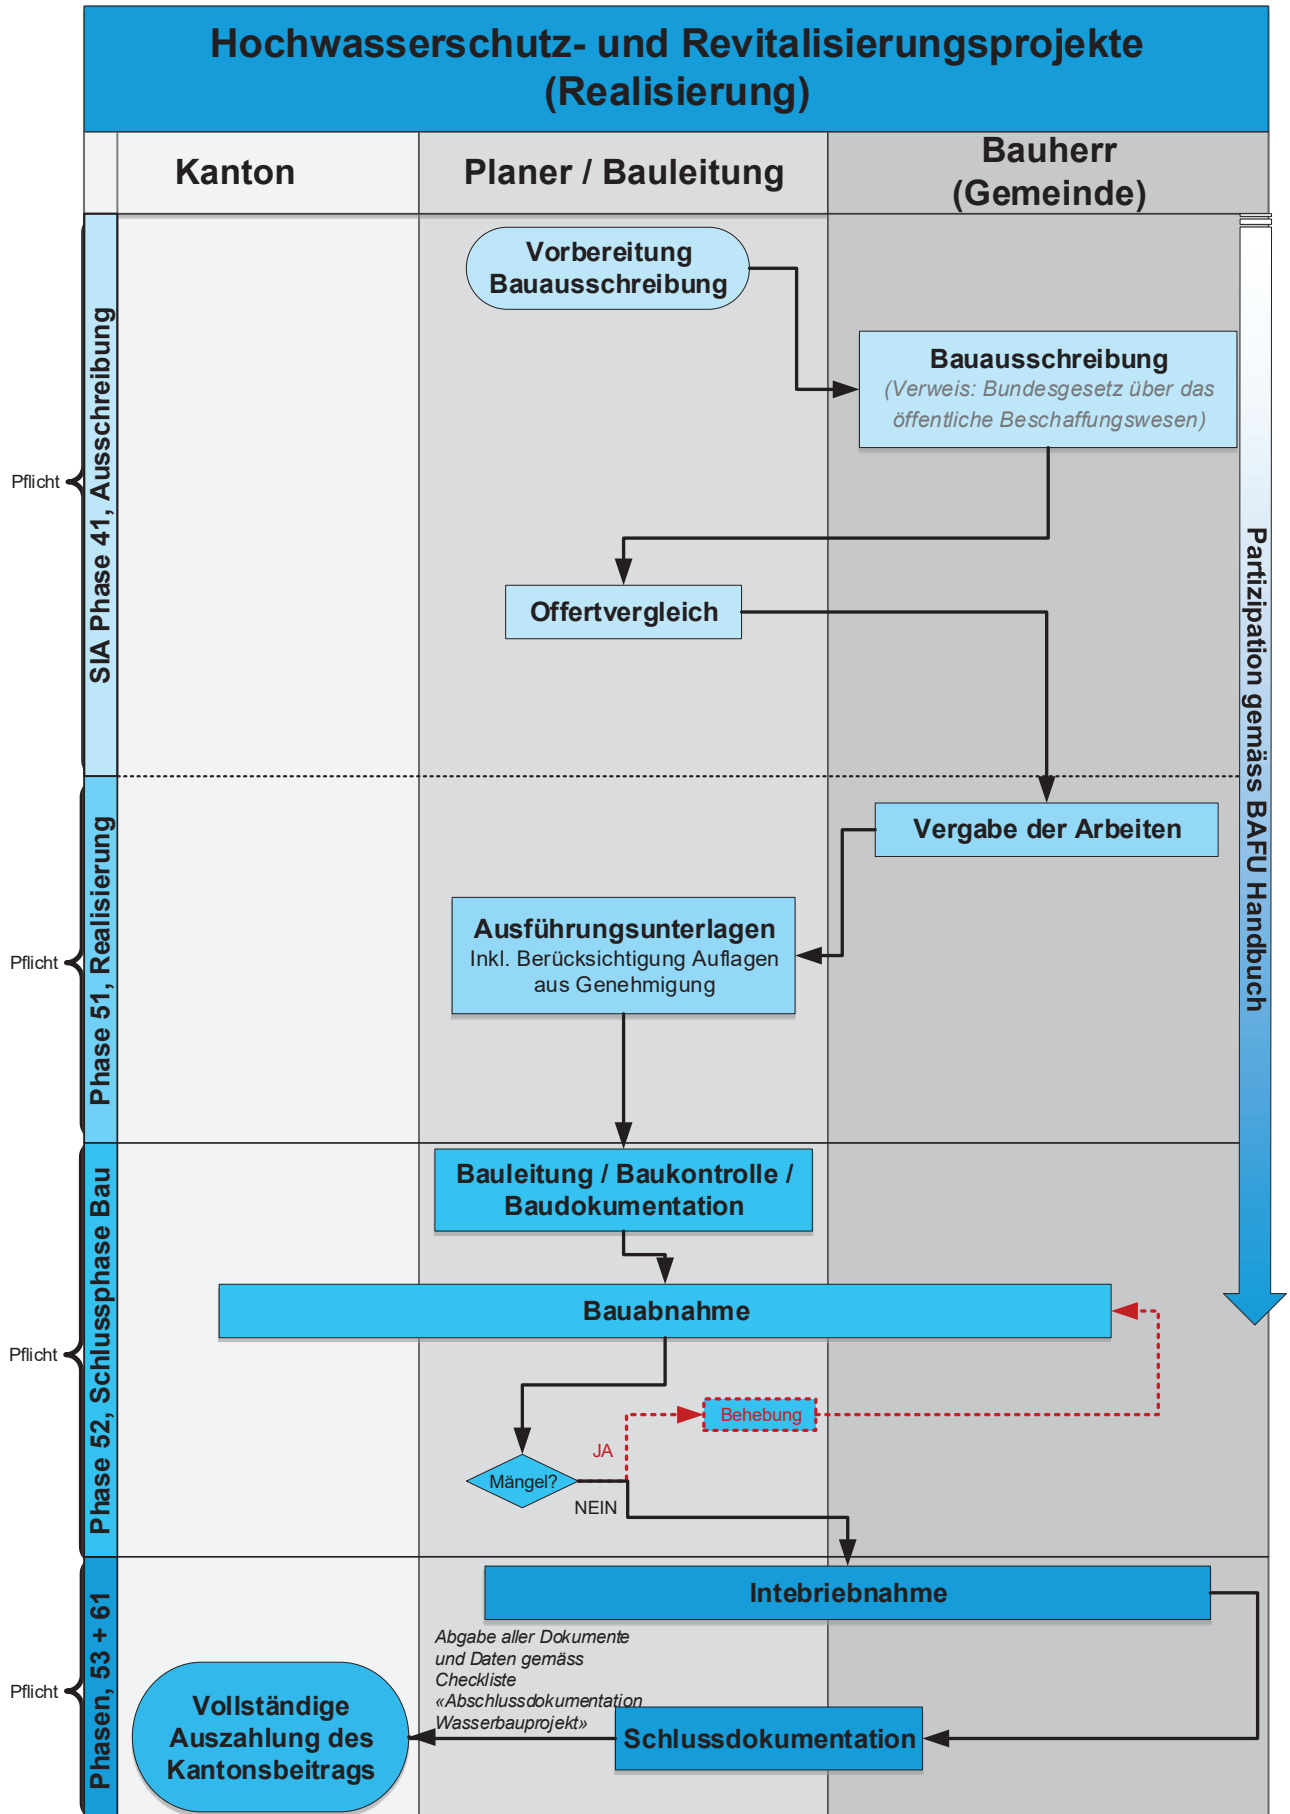 Hochwasserschutz- und Revitalisierungsprojekte
(Realisierung)
Kanton
Planer / Bauleitung
Bauherr
(Gemeinde)
Pflicht
SIA Phase 41, Ausschreibung
Vorbereitung
Bauausschreibung
Bauausschreibung
(Verweis: Bundesgesetz über das
öffentliche Beschaffungswesen)
Offertvergleich
Partizipation gemäss BAFU Handbuch
Pflicht
Phase 51, Realisierung
Vergabe der Arbeiten
Ausführungsunterlagen
Inkl. Berücksichtigung Auflagen
aus Genehmigung
Pflicht
Phase 52, Schlussphase Bau
Bauleitung / Baukontrolle /
Baudokumentation
Bauabnahme
Behebung
JA
Mängel?
NEIN
Pflicht
Phasen, 53 + 61
Intebriebnahme
Abgabe aller Dokumente
und Daten gemäss
Checkliste
«Abschlussdokumentation
Wasserbauprojekt»
Schlussdokumentation
Vollständige
Auszahlung des
Kantonsbeitrags